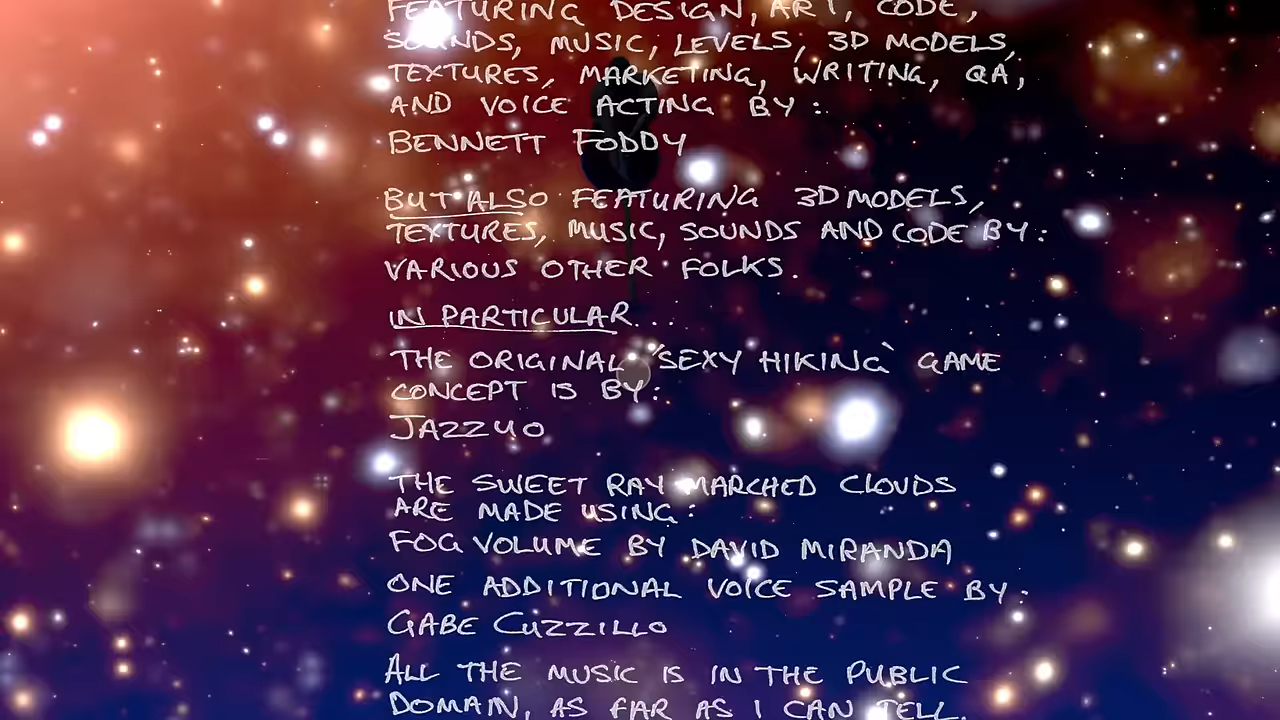 FEATURING DESIGN, ART, CODE,
SOUNDS, MUSIC, LEVELS, 3D MODELS,
TEXTURES, MARKETING, WRITING, QA,
AND VOICE ACTING BY:
BENNETT FODDY
BUT ALSO FEATURING 3D MODELS,
TEXTURES, MUSIC, SOUNDS AND CODE BY:
VARIOUS OTHER FOLKS.
IN PARTICULAR...
THE ORIGINAL 'SEXY HIKING' GAME
CONCEPT IS BY:
JAZZUO
THE SWEET RAY MARCHED CLOUDS
ARE MADE USING:
FOG VOLUME BY DAVID MIRANDA
ONE ADDITIONAL VOICE SAMPLE BY:
GABE CUZZILLO
ALL THE MUSIC IS IN THE PUBLIC
DOMAIN, AS FAR AS I CAN TELL.